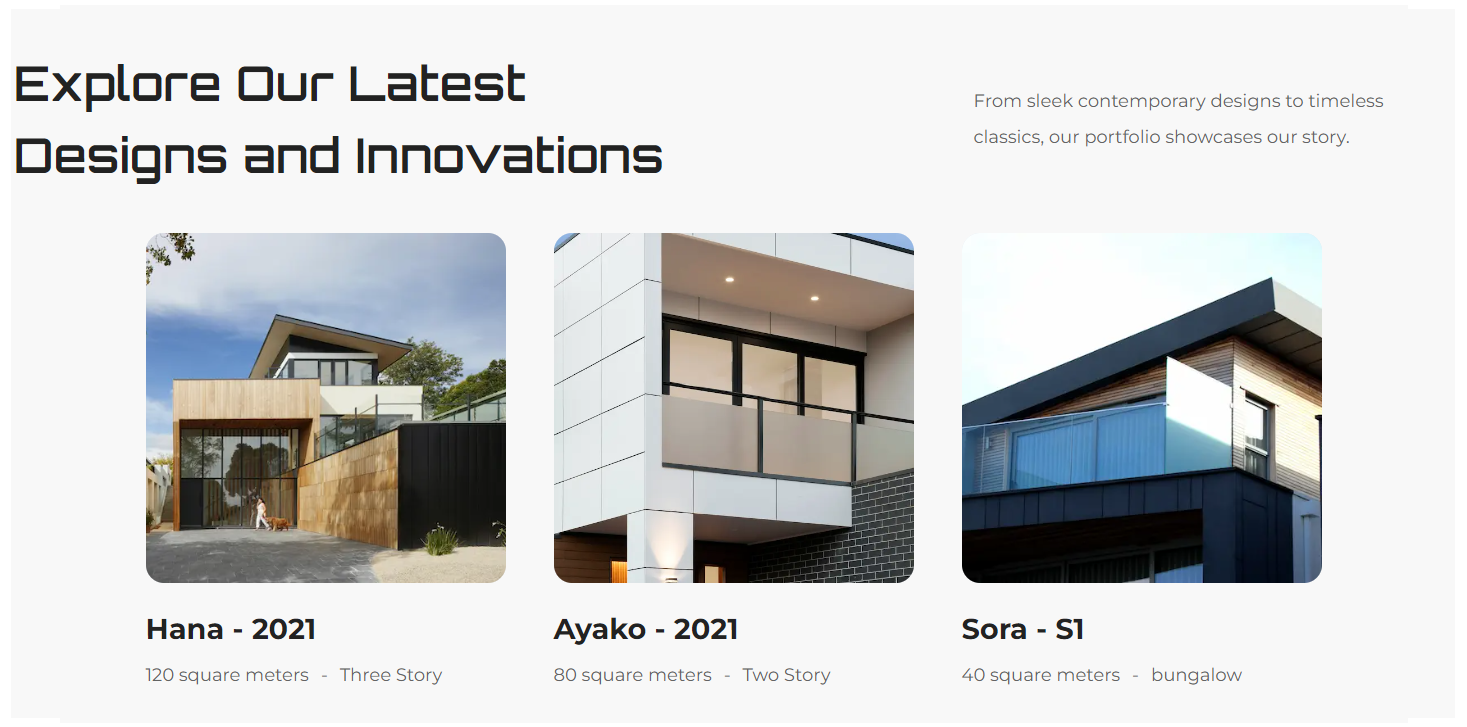 Explore Our Latest
Designs and Innovations
From sleek contemporary designs to timeless
classics, our portfolio showcases our story.
Hana - 2021
120 square meters - Three Story
Ayako - 2021
80 square meters - Two Story
Sora - S1
40 square meters - bungalow